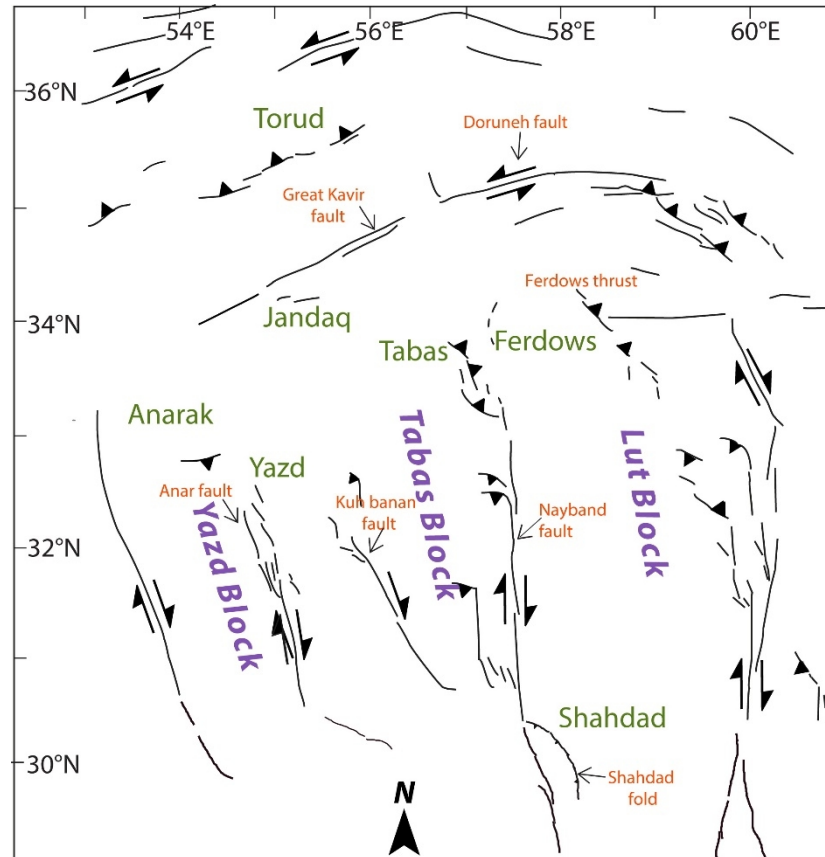 54°E
56°E
58°E
60°E
36°N
Torud
Doruneh fault
Great Kavir
fault
Ferdows thrust
34°N
Jandaq
Tabas
Ferdows
Anarak
Yazd
Tabas Block
Lut Block
Anar fault
Kuh banan
fault
Nayband
fault
Yazd Block
32°N
Shahdad
30°N
Shahdad
fold
N